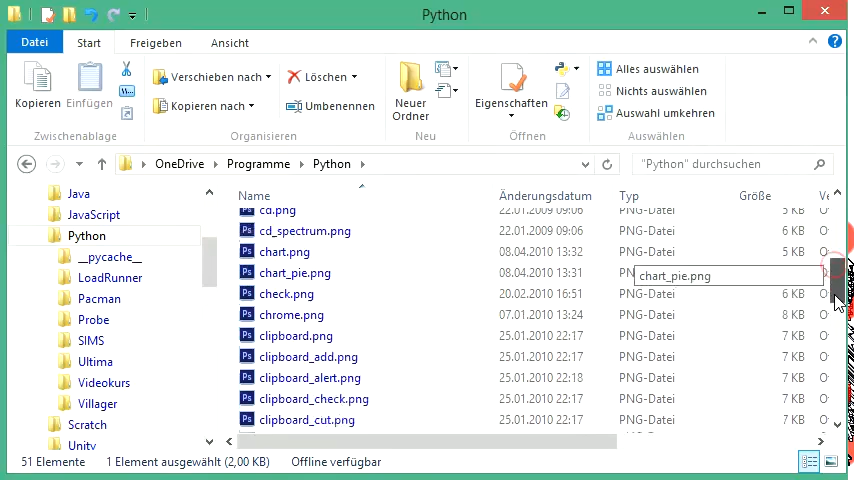 Python
Datei Start Freigeben Ansicht
Kopieren Einfügen Verschieben nach Löschen Neuer Ordner Eigenschaften Alles auswählen
Kopieren nach Umbenennen Nichts auswählen
Auswahl umkehren
Zwischenablage Organisieren Neu Öffnen Auswählen
OneDrive Programme Python "Python" durchsuchen
Java
JavaScript
Python
__pycache__
LoadRunner
Pacman
Probe
SIMS
Ultima
Videokurs
Villager
Scratch
Unity
Name Änderungsdatum Typ Größe
cd.png 22.01.2009 09:06 PNG-Datei 5 KB
cd_spectrum.png 22.01.2009 09:06 PNG-Datei 6 KB
chart.png 08.04.2010 13:32 PNG-Datei 5 KB
chart_pie.png 08.04.2010 13:31 chart_pie.png
check.png 20.02.2010 16:51 PNG-Datei 6 KB
chrome.png 07.01.2010 13:24 PNG-Datei 8 KB
clipboard.png 25.01.2010 22:17 PNG-Datei 7 KB
clipboard_add.png 25.01.2010 22:17 PNG-Datei 7 KB
clipboard_alert.png 25.01.2010 22:18 PNG-Datei 7 KB
clipboard_check.png 25.01.2010 22:17 PNG-Datei 7 KB
clipboard_cut.png 25.01.2010 22:17 PNG-Datei 7 KB
51 Elemente 1 Element ausgewählt (2,00 KB) Offline verfügbar